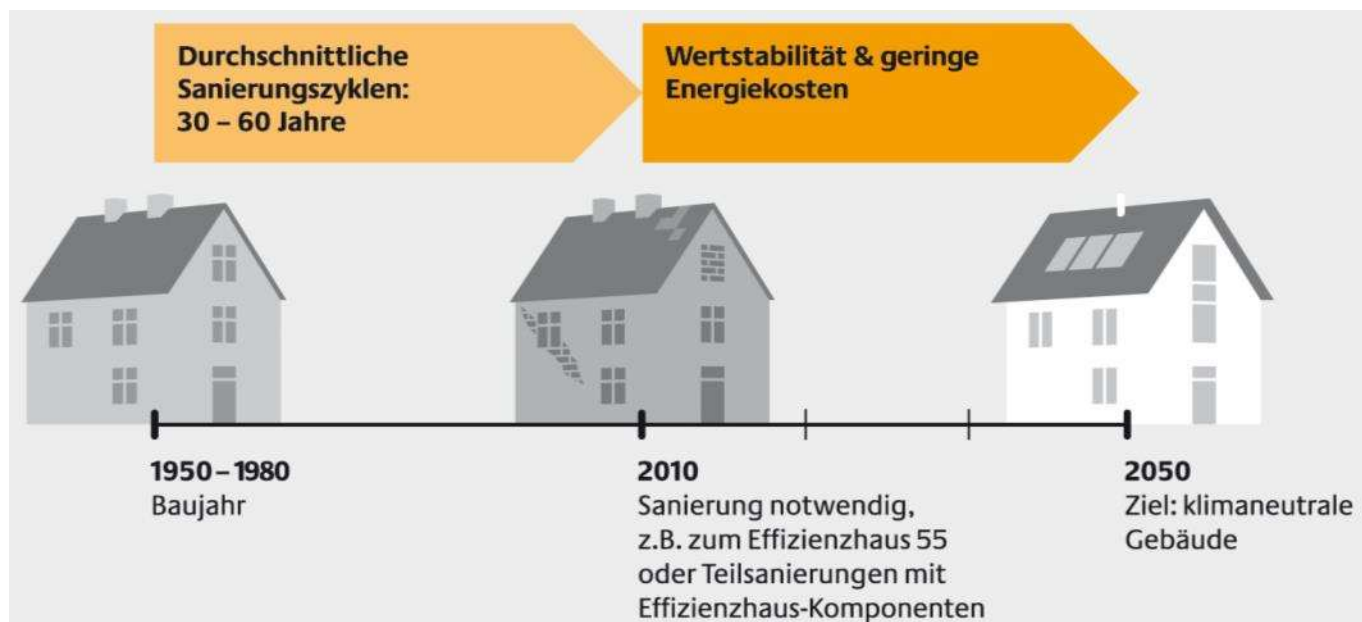 Durchschnittliche
Sanierungszyklen:
30 – 60 Jahre
Wertstabilität & geringe
Energiekosten
1950 – 1980
Baujahr
2010
Sanierung notwendig,
z.B. zum Effizienzhaus 55
oder Teilsanierungen mit
Effizienzhaus-Komponenten
2050
Ziel: klimaneutrale
Gebäude